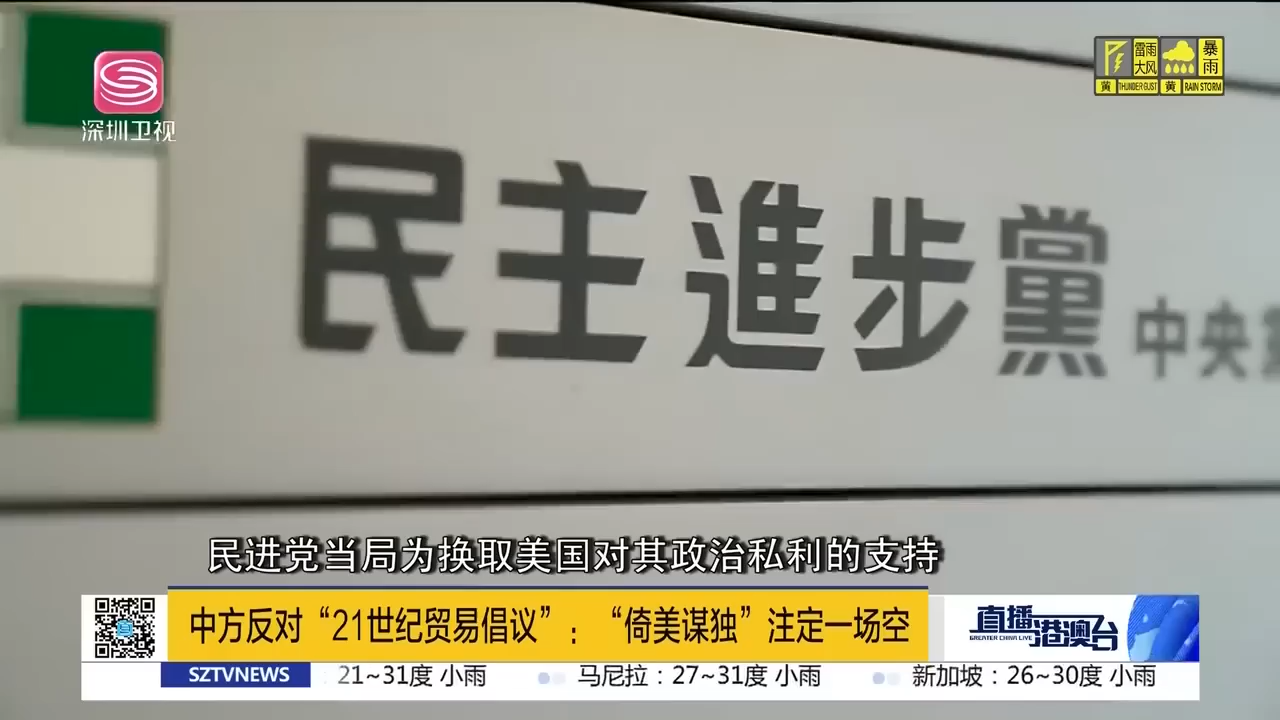 深圳卫视
雷雨
大风
黄 THUNDER GUST
暴雨
黄 RAIN STORM
民主進步黨 中央
民进党当局为换取美国对其政治私利的支持
中方反对“21世纪贸易倡议”：“倚美谋独”注定一场空
直播港澳台
GREATER CHINA LIVE
SZTVNEWS 21~31度 小雨 马尼拉：27~31度 小雨 新加坡：26~30度 小雨